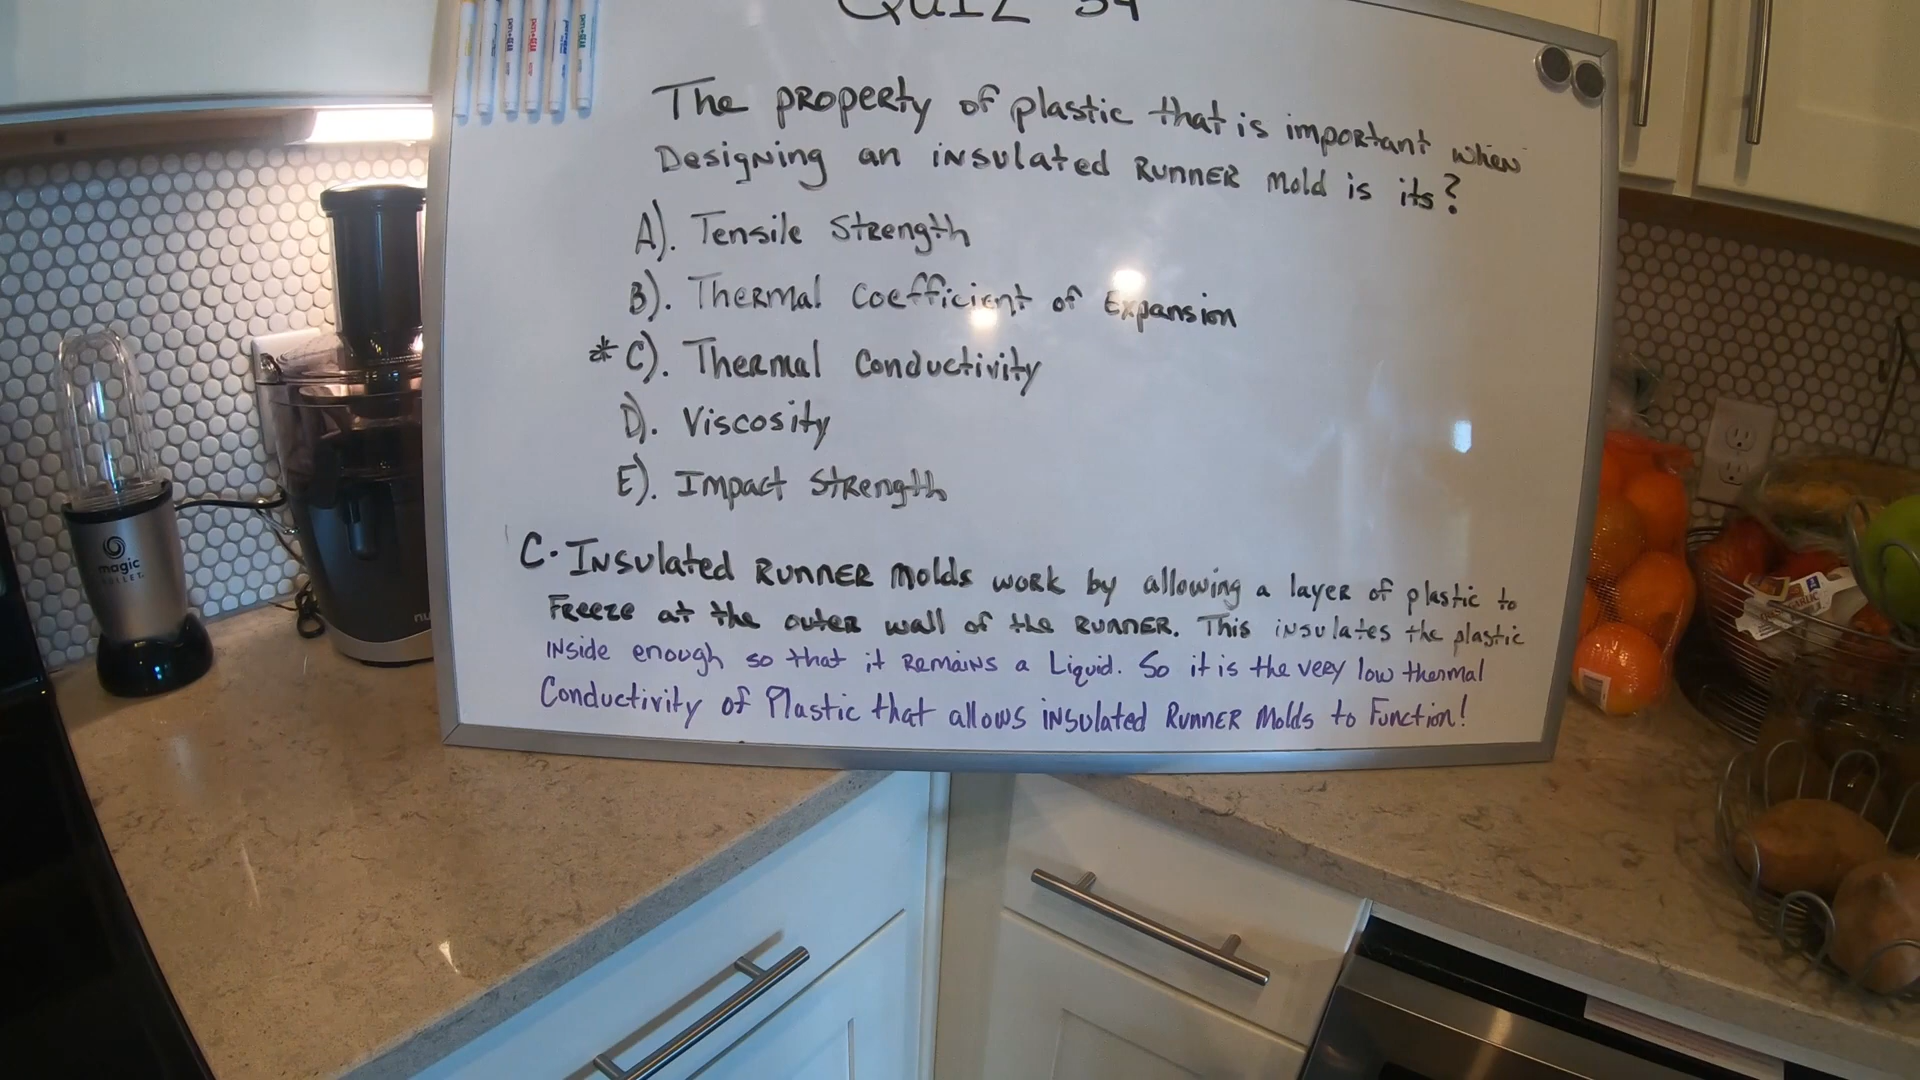 QUIZ 54
The property of plastic that is important when
Designing an insulated Runner Mold is its?
A). Tensile Strength
B). Thermal Coefficient of Expansion
* C). Thermal Conductivity
D). Viscosity
E). Impact Strength
C. Insulated Runner Molds work by allowing a layer of plastic to
Freeze at the outer wall of the Runner. This insulates the plastic
inside enough so that it Remains a Liquid. So it is the very low thermal
Conductivity of Plastic that allows insulated Runner Molds to Function!
magic